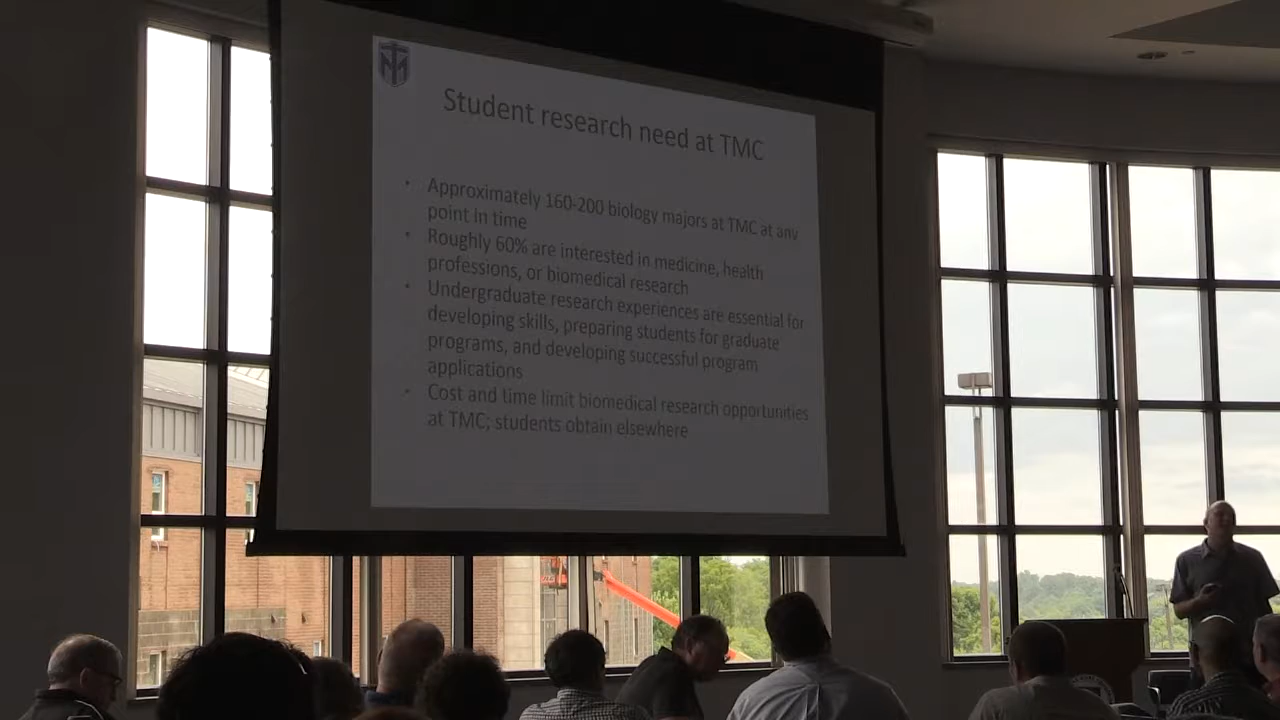 Student research need at TMC
• Approximately 160-200 biology majors at TMC at any
point in time
• Roughly 60% are interested in medicine, health
professions, or biomedical research
• Undergraduate research experiences are essential for
developing skills, preparing students for graduate
programs, and developing successful program
applications
• Cost and time limit biomedical research opportunities
at TMC; students obtain elsewhere